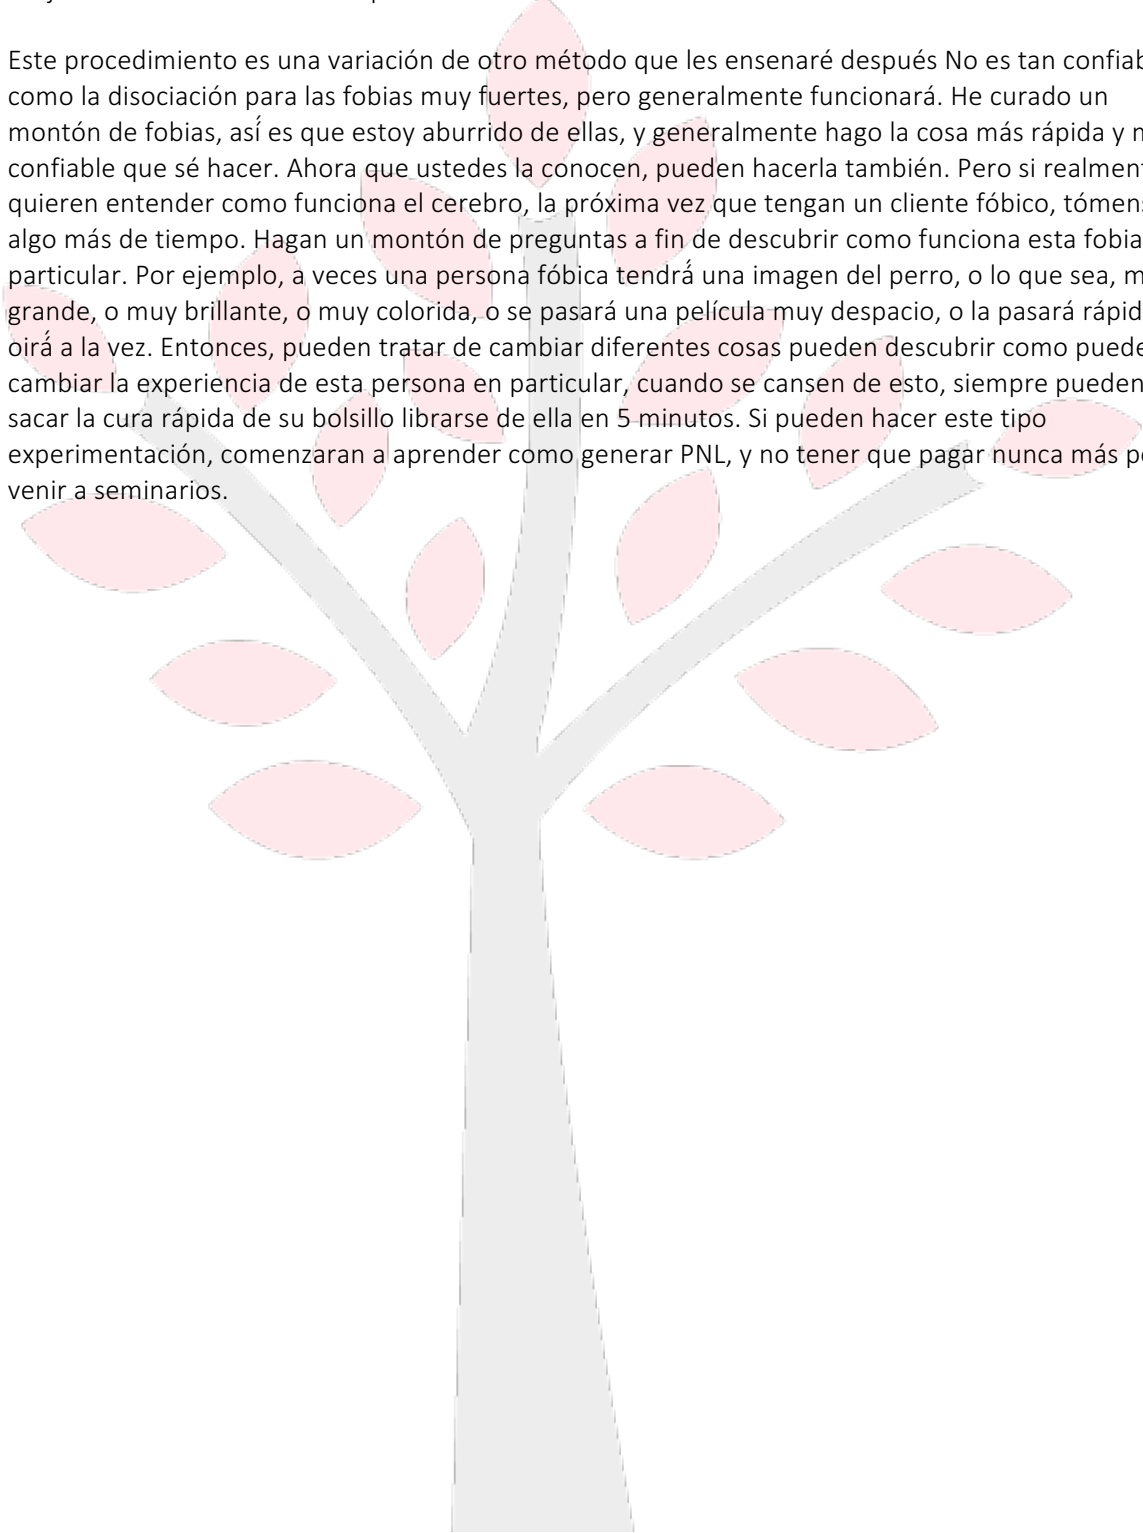 Este procedimiento es una variación de otro método que les ensenaré después No es tan confiab
como la disociación para las fobias muy fuertes, pero generalmente funcionará. He curado un
montón de fobias, así es que estoy aburrido de ellas, y generalmente hago la cosa más rápida y m
confiable que sé hacer. Ahora que ustedes la conocen, pueden hacerla también. Pero si realment
quieren entender como funciona el cerebro, la próxima vez que tengan un cliente fóbico, tómens
algo más de tiempo. Hagan un montón de preguntas a fin de descubrir como funciona esta fobia
particular. Por ejemplo, a veces una persona fóbica tendrá una imagen del perro, o lo que sea, m
grande, o muy brillante, o muy colorida, o se pasará una película muy despacio, o la pasará rápid
oirá a la vez. Entonces, pueden tratar de cambiar diferentes cosas pueden descubrir como puede
cambiar la experiencia de esta persona en particular, cuando se cansen de esto, siempre pueden
sacar la cura rápida de su bolsillo librarse de ella en 5 minutos. Si pueden hacer este tipo
experimentación, comenzaran a aprender como generar PNL, y no tener que pagar nunca más po
venir a seminarios.